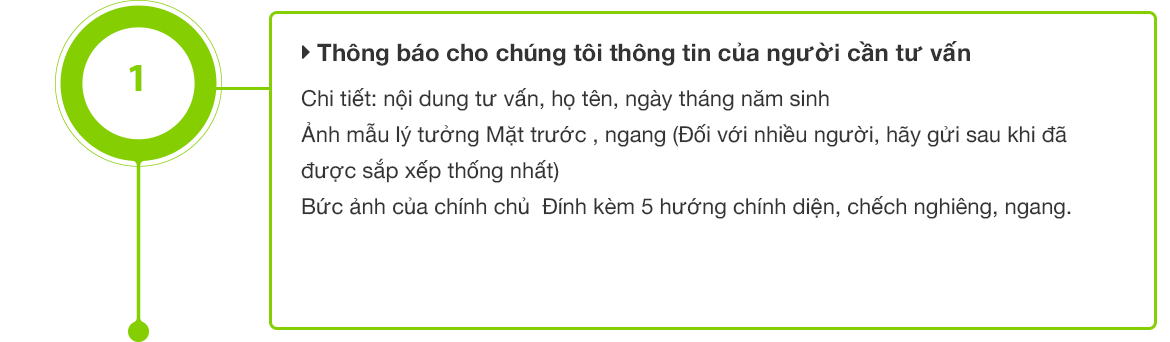 1
Thông báo cho chúng tôi thông tin của người cần tư vấn
Chi tiết: nội dung tư vấn, họ tên, ngày tháng năm sinh
Ảnh mẫu lý tưởng Mặt trước , ngang (Đối với nhiều người, hãy gửi sau khi đã
được sắp xếp thống nhất)
Bức ảnh của chính chủ  Đính kèm 5 hướng chính diện, chếch nghiêng, ngang.